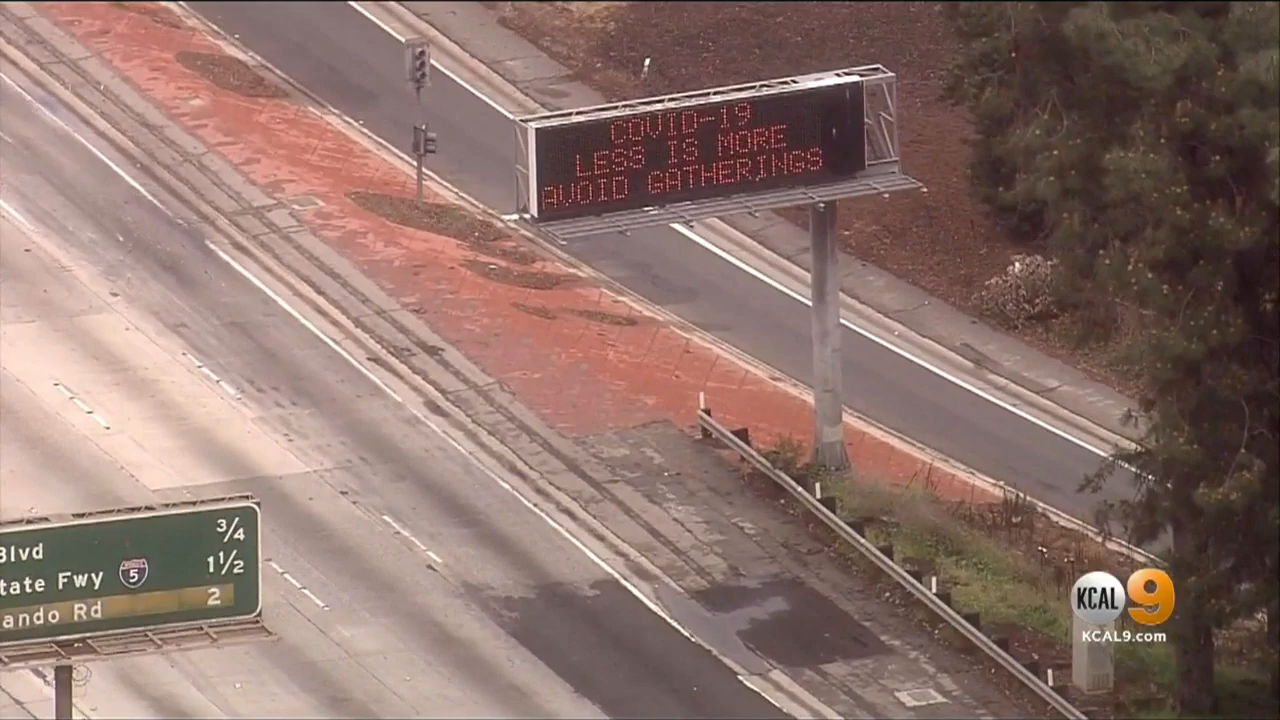 COVID-19
LESS IS MORE
AVOID GATHERINGS
Blvd 3/4
tate Fwy 5 1 1/2
ando Rd 2
KCAL 9
KCAL9.com